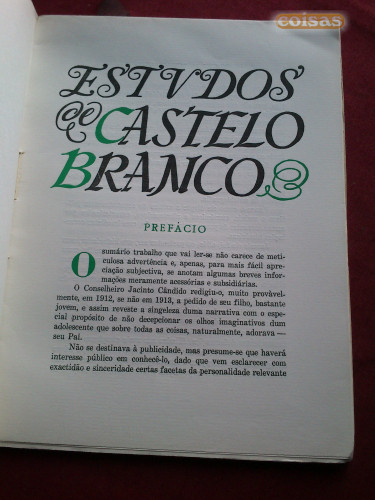 coisas
ESTVDOS
de CASTELO
BRANCO
PREFÁCIO
O sumário trabalho que vai ler-se não carece de meti-
culosa advertência e, apenas, para mais fácil apre-
ciação subjectiva, se anotam algumas breves infor-
mações meramente acessórias e subsidiárias.
O Conselheiro Jacinto Cândido redigiu-o, muito provável-
mente, em 1912, se não em 1913, a pedido de seu filho, bastante
jovem, e assim reveste a singeleza duma narrativa com o espe-
cial propósito de não decepcionar os olhos imaginativos dum
adolescente que sobre todas as coisas, naturalmente, adorava —
seu Pai.
Não se destinava à publicidade, mas presume-se que haverá
interesse público em conhecê-lo, dado que vem esclarecer com
exactidão e sinceridade certas facetas da personalidade relevante